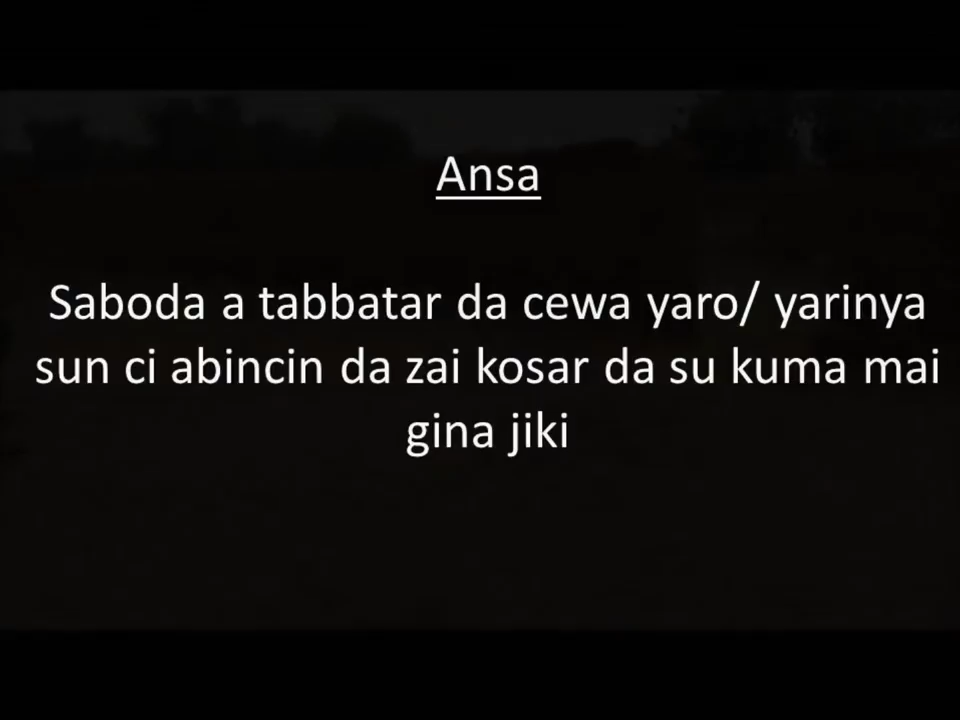 Ansa
Saboda a tabbatar da cewa yaro/ yarinya
sun ci abincin da zai kosar da su kuma mai
gina jiki